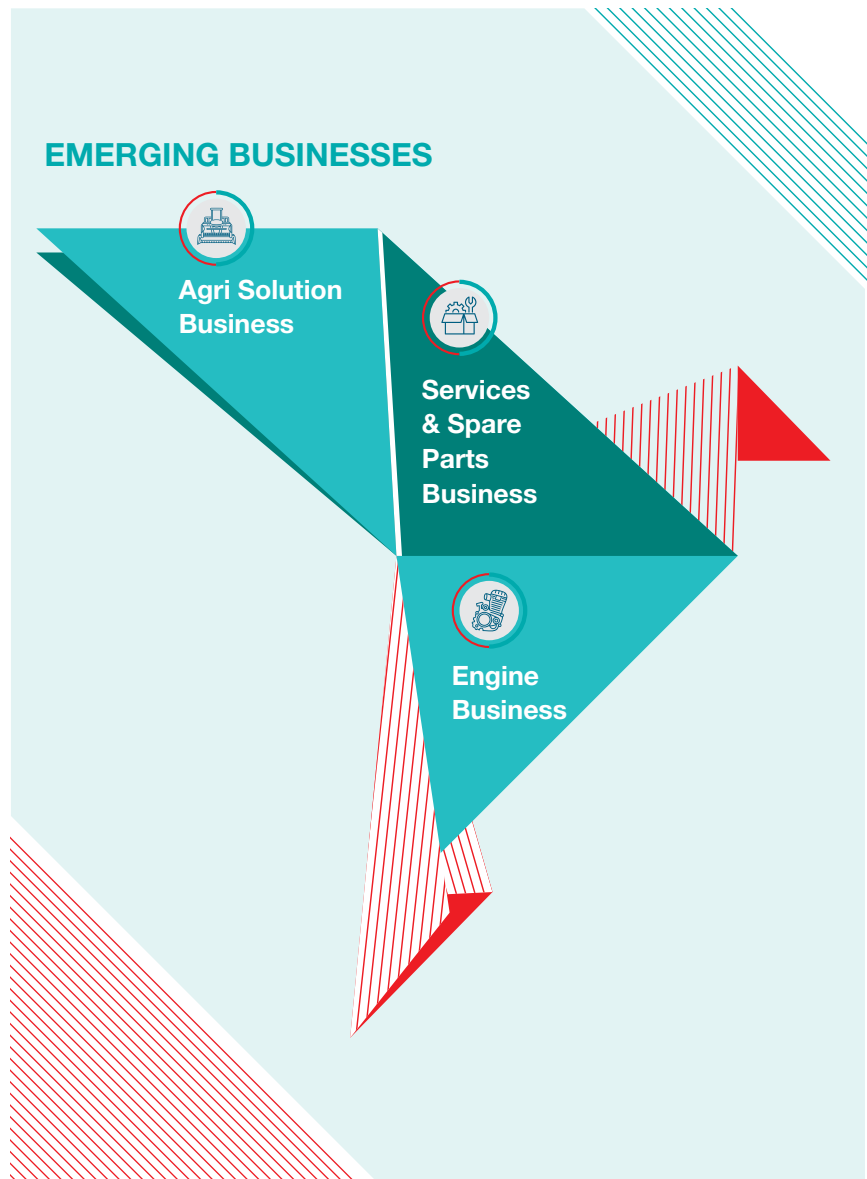 EMERGING BUSINESSES
Agri Solution
Business
Services
& Spare
Parts
Business
Engine
Business